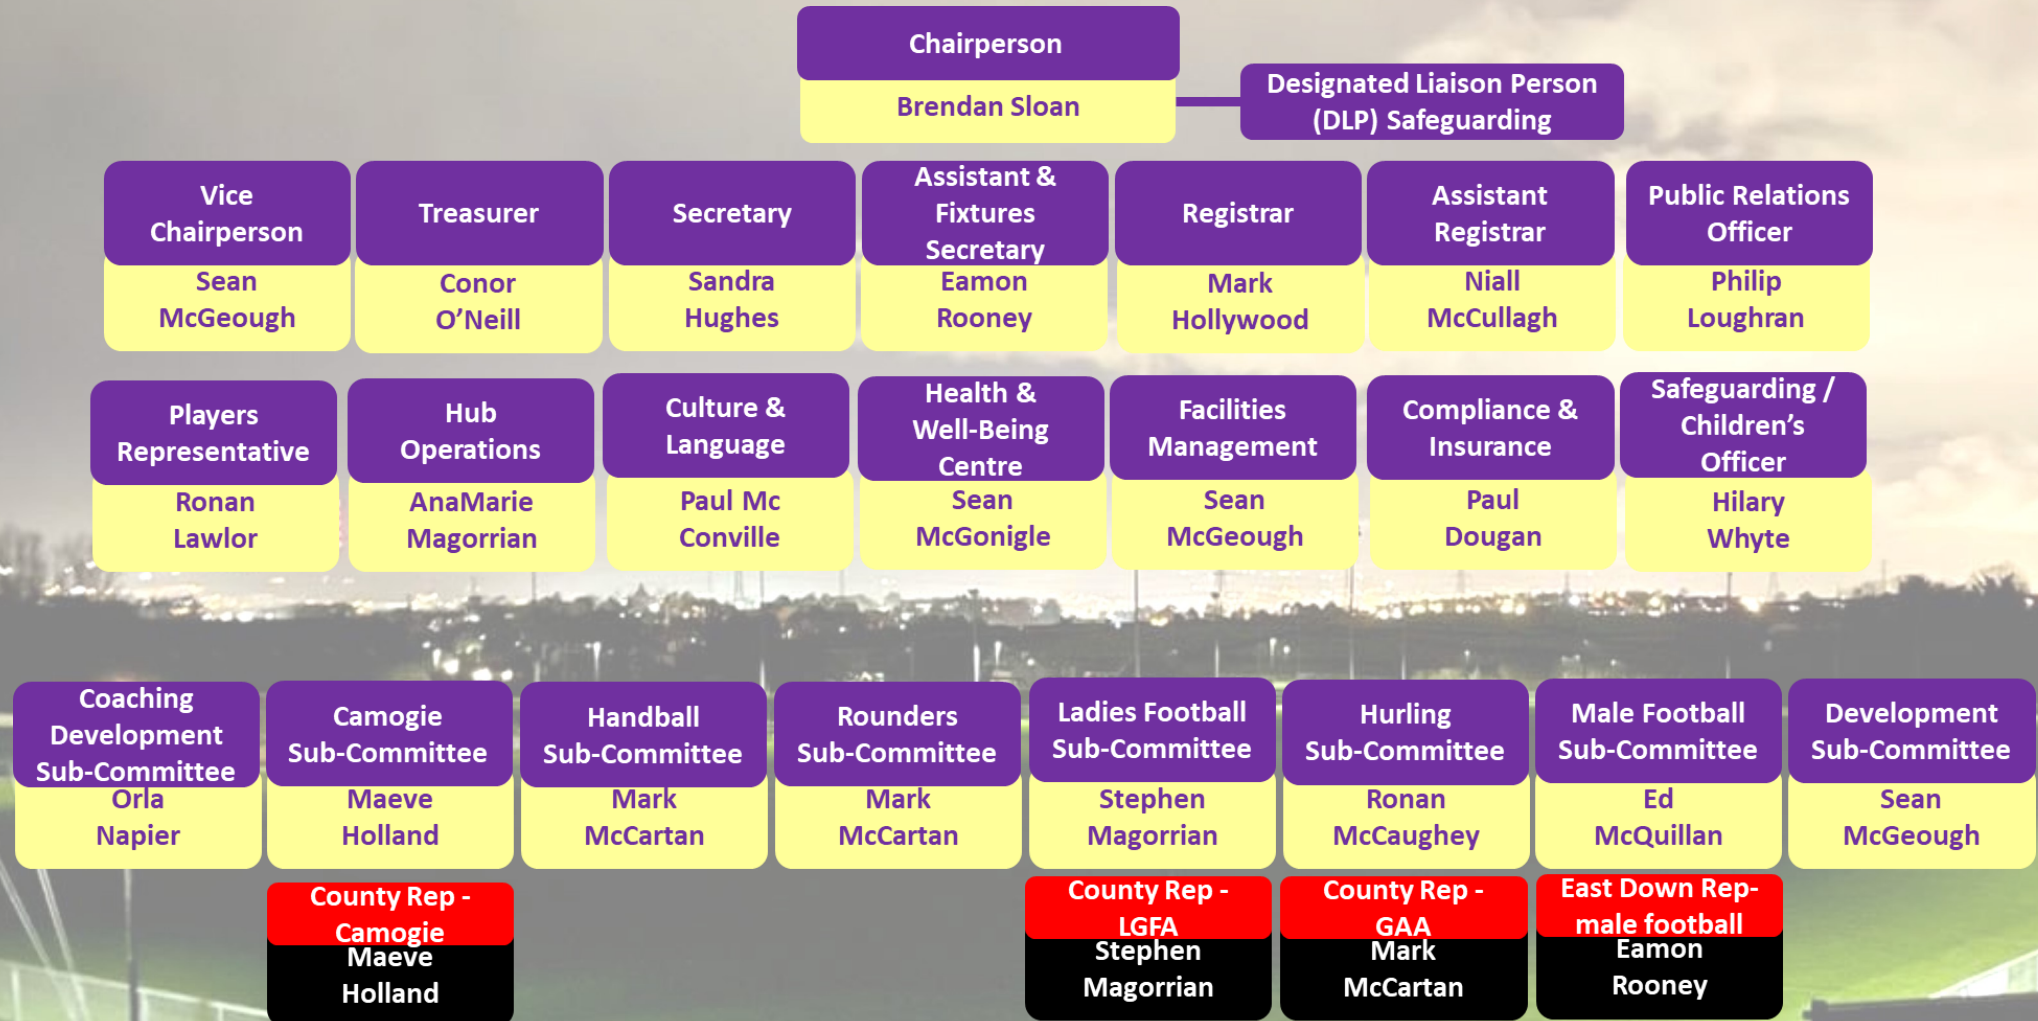 Chairperson
Brendan Sloan
Designated Liaison Person
(DLP) Safeguarding
Vice
Chairperson
Sean
McGeough
Treasurer
Conor
O’Neill
Secretary
Sandra
Hughes
Assistant &
Fixtures
Secretary
Eamon
Rooney
Registrar
Mark
Hollywood
Assistant
Registrar
Niall
McCullagh
Public Relations
Officer
Philip
Loughran
Players
Representative
Ronan
Lawlor
Hub
Operations
AnaMarie
Magorrian
Culture &
Language
Paul Mc
Conville
Health &
Well-Being
Centre
Sean
McGonigle
Facilities
Management
Sean
McGeough
Compliance &
Insurance
Paul
Dougan
Safeguarding /
Children’s
Officer
Hilary
Whyte
Coaching
Development
Sub-Committee
Orla
Napier
Camogie
Sub-Committee
Maeve
Holland
County Rep -
Camogie
Maeve
Holland
Handball
Sub-Committee
Mark
McCartan
Rounders
Sub-Committee
Mark
McCartan
Ladies Football
Sub-Committee
Stephen
Magorrian
County Rep -
LGFA
Stephen
Magorrian
Hurling
Sub-Committee
Ronan
McCaughey
County Rep -
GAA
Mark
McCartan
Male Football
Sub-Committee
Ed
McQuillan
East Down Rep-
male football
Eamon
Rooney
Development
Sub-Committee
Sean
McGeough